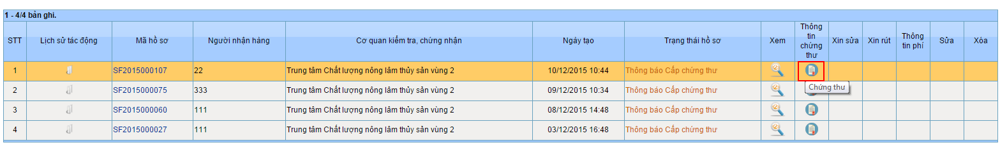 1 - 4/4 bản ghi.
STT Lịch sử tác động Mã hồ sơ Người nhận hàng Cơ quan kiểm tra, chứng nhận Ngày tạo Trạng thái hồ sơ Xem Thông tin chứng thư Xin sửa Xin rút Thông tin phí Sửa Xóa
1 SF2015000107 22 Trung tâm Chất lượng nông lâm thủy sản vùng 2 10/12/2015 10:44 Thông báo Cấp chứng thư
Chứng thư
2 SF2015000075 333 Trung tâm Chất lượng nông lâm thủy sản vùng 2 09/12/2015 10:34 Thông báo Cấp chứng thư
3 SF2015000060 111 Trung tâm Chất lượng nông lâm thủy sản vùng 2 08/12/2015 14:48 Thông báo Cấp chứng thư
4 SF2015000027 111 Trung tâm Chất lượng nông lâm thủy sản vùng 2 03/12/2015 16:48 Thông báo Cấp chứng thư